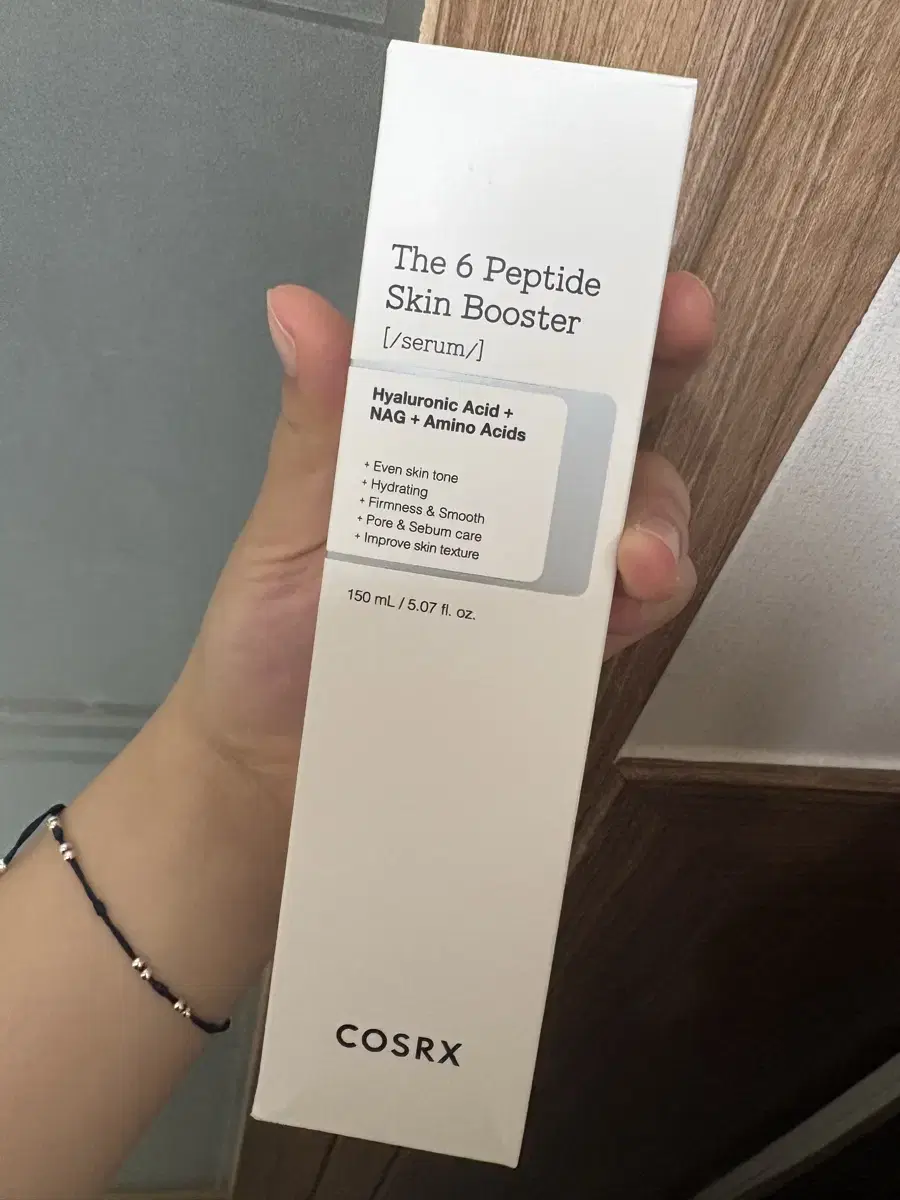 The 6 Peptide
Skin Booster
[/serum/]
Hyaluronic Acid +
NAG + Amino Acids
+ Even skin tone
+ Hydrating
+ Firmness & Smooth
+ Pore & Sebum care
+ Improve skin texture
150 mL / 5.07 fl. oz.
COSRX